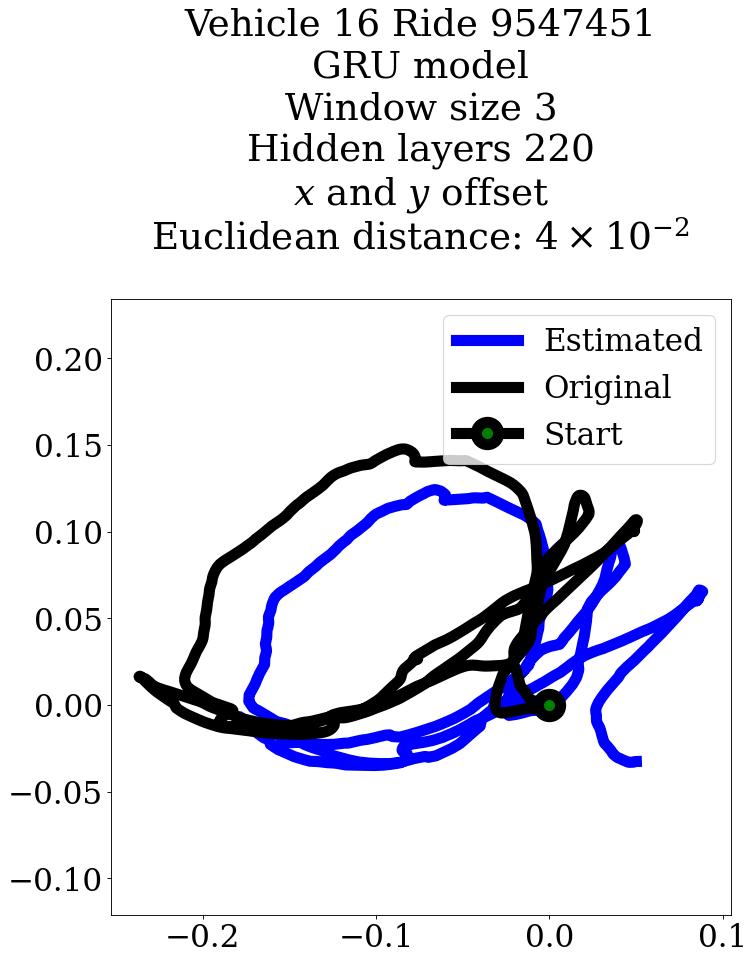 Vehicle 16 Ride 9547451
GRU model
Window size 3
Hidden layers 220
x and y offset
Euclidean distance: 4 × 10⁻²
Estimated
Original
Start
0.20
0.15
0.10
0.05
0.00
−0.05
−0.10
−0.2
−0.1
0.0
0.1